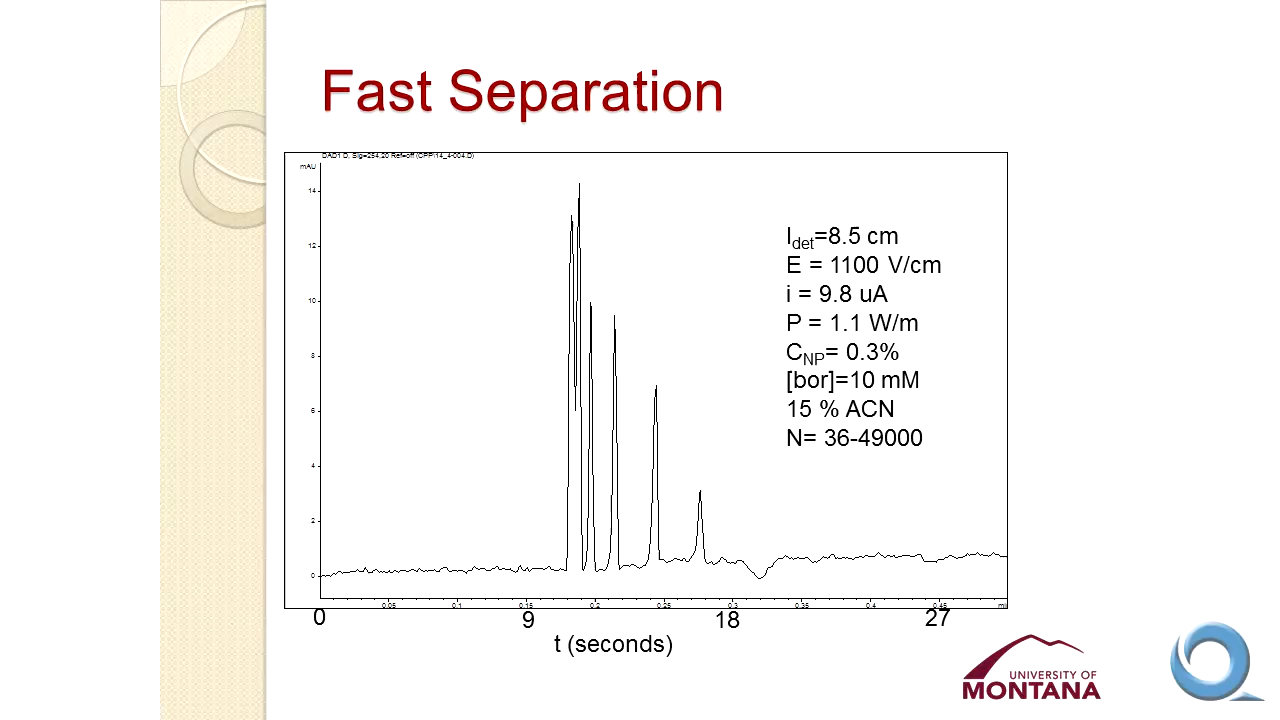 Fast Separation
DAD1 D, Sig=254,20 Ref=off (CPP\14_4-004.D)
mAU
14
12
10
8
6
4
2
0
l_det=8.5 cm
E = 1100 V/cm
i = 9.8 uA
P = 1.1 W/m
C_NP= 0.3%
[bor]=10 mM
15 % ACN
N= 36-49000
0.05 0.1 0.15 0.2 0.25 0.3 0.35 0.4 0.45
0 9 18 27
t (seconds)
UNIVERSITY OF
MONTANA